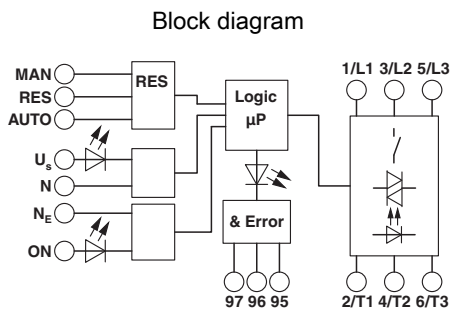 Block diagram
1/L1 3/L2 5/L3
MAN
RES
AUTO
RES
Logic
µP
Us
N
NE
ON
& Error
97 96 95
2/T1 4/T2 6/T3